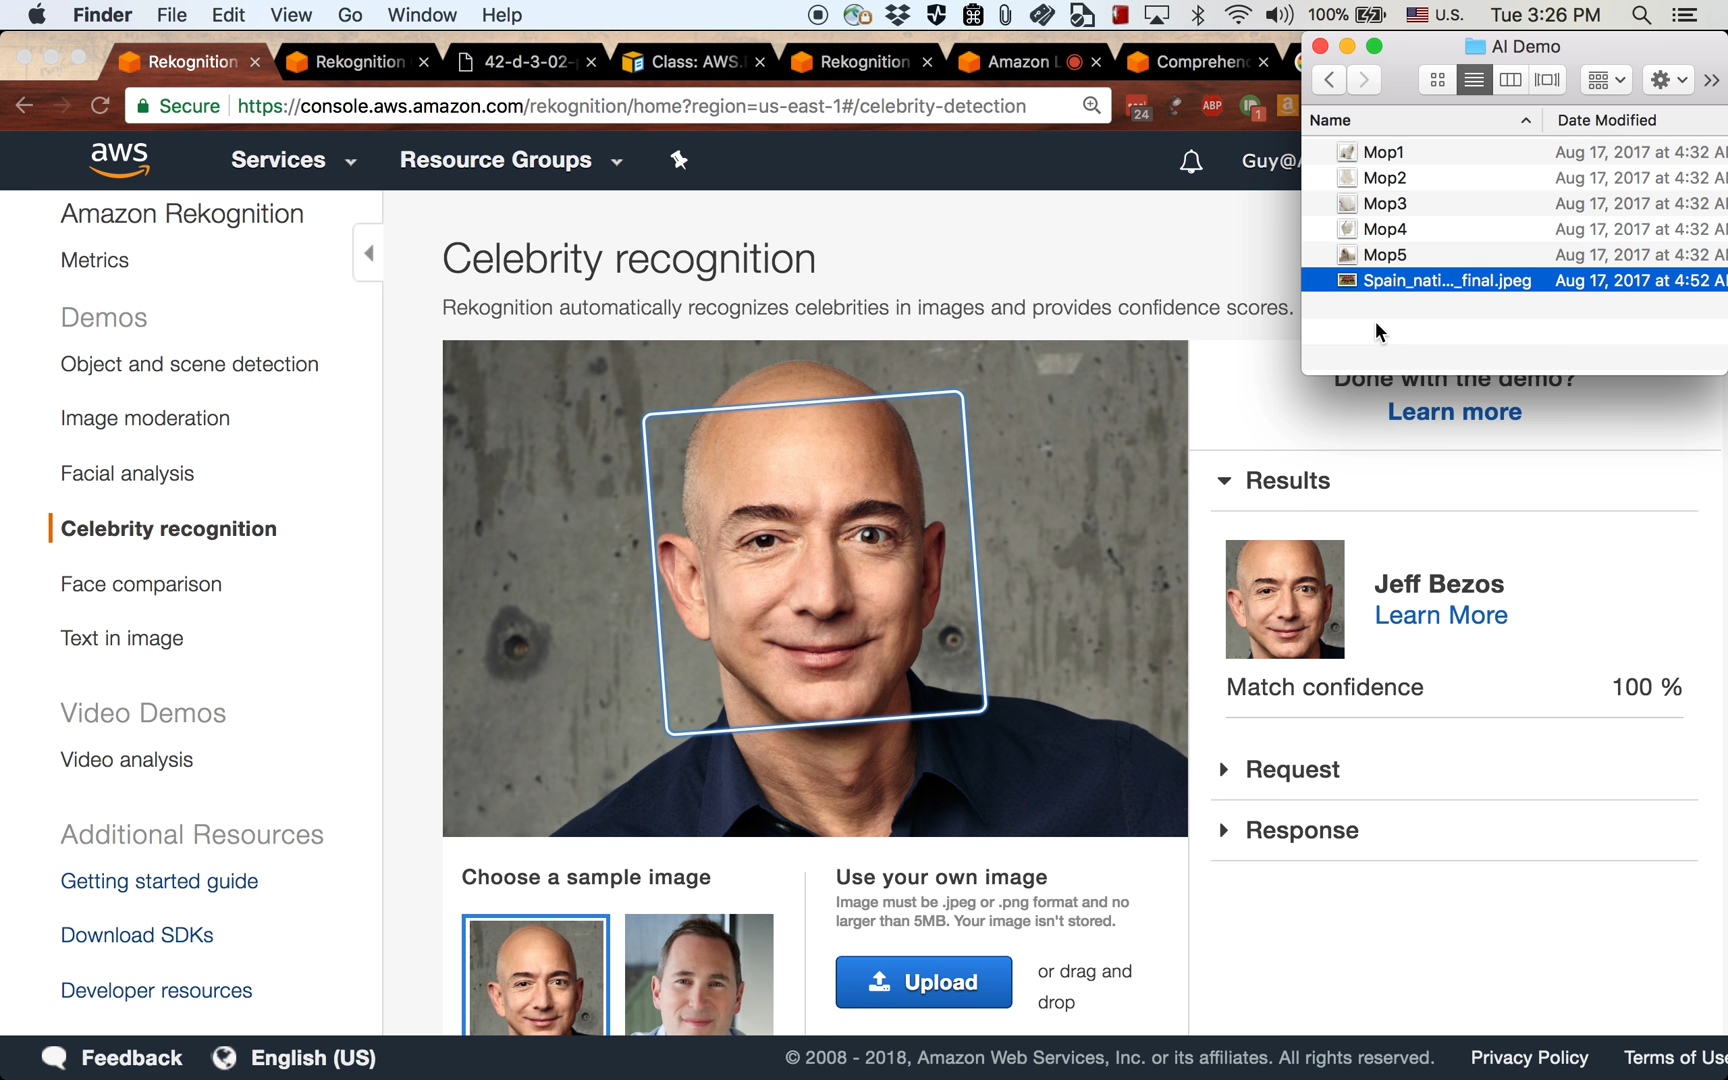 Finder File Edit View Go Window Help
100% U.S. Tue 3:26 PM
Rekognition
Rekognition
42-d-3-02-
Class: AWS.
Rekognition
Amazon L
Comprehen
AI Demo
Secure https://console.aws.amazon.com/rekognition/home?region=us-east-1#/celebrity-detection
24 ABP 1 a
Name Date Modified
aws Services Resource Groups Guy@
Mop1 Aug 17, 2017 at 4:32
Mop2 Aug 17, 2017 at 4:32
Mop3 Aug 17, 2017 at 4:32
Mop4 Aug 17, 2017 at 4:32
Mop5 Aug 17, 2017 at 4:32
Spain_nati..._final.jpeg Aug 17, 2017 at 4:52
Amazon Rekognition
Metrics
Demos
Object and scene detection
Image moderation
Facial analysis
Celebrity recognition
Face comparison
Text in image
Video Demos
Video analysis
Additional Resources
Getting started guide
Download SDKs
Developer resources
Celebrity recognition
Rekognition automatically recognizes celebrities in images and provides confidence scores.
Done with the demo?
Learn more
Results
Jeff Bezos
Learn More
Match confidence 100 %
Request
Response
Choose a sample image
Use your own image
Image must be .jpeg or .png format and no
larger than 5MB. Your image isn't stored.
Upload
or drag and
drop
Feedback English (US)
© 2008 - 2018, Amazon Web Services, Inc. or its affiliates. All rights reserved. Privacy Policy Terms of Use